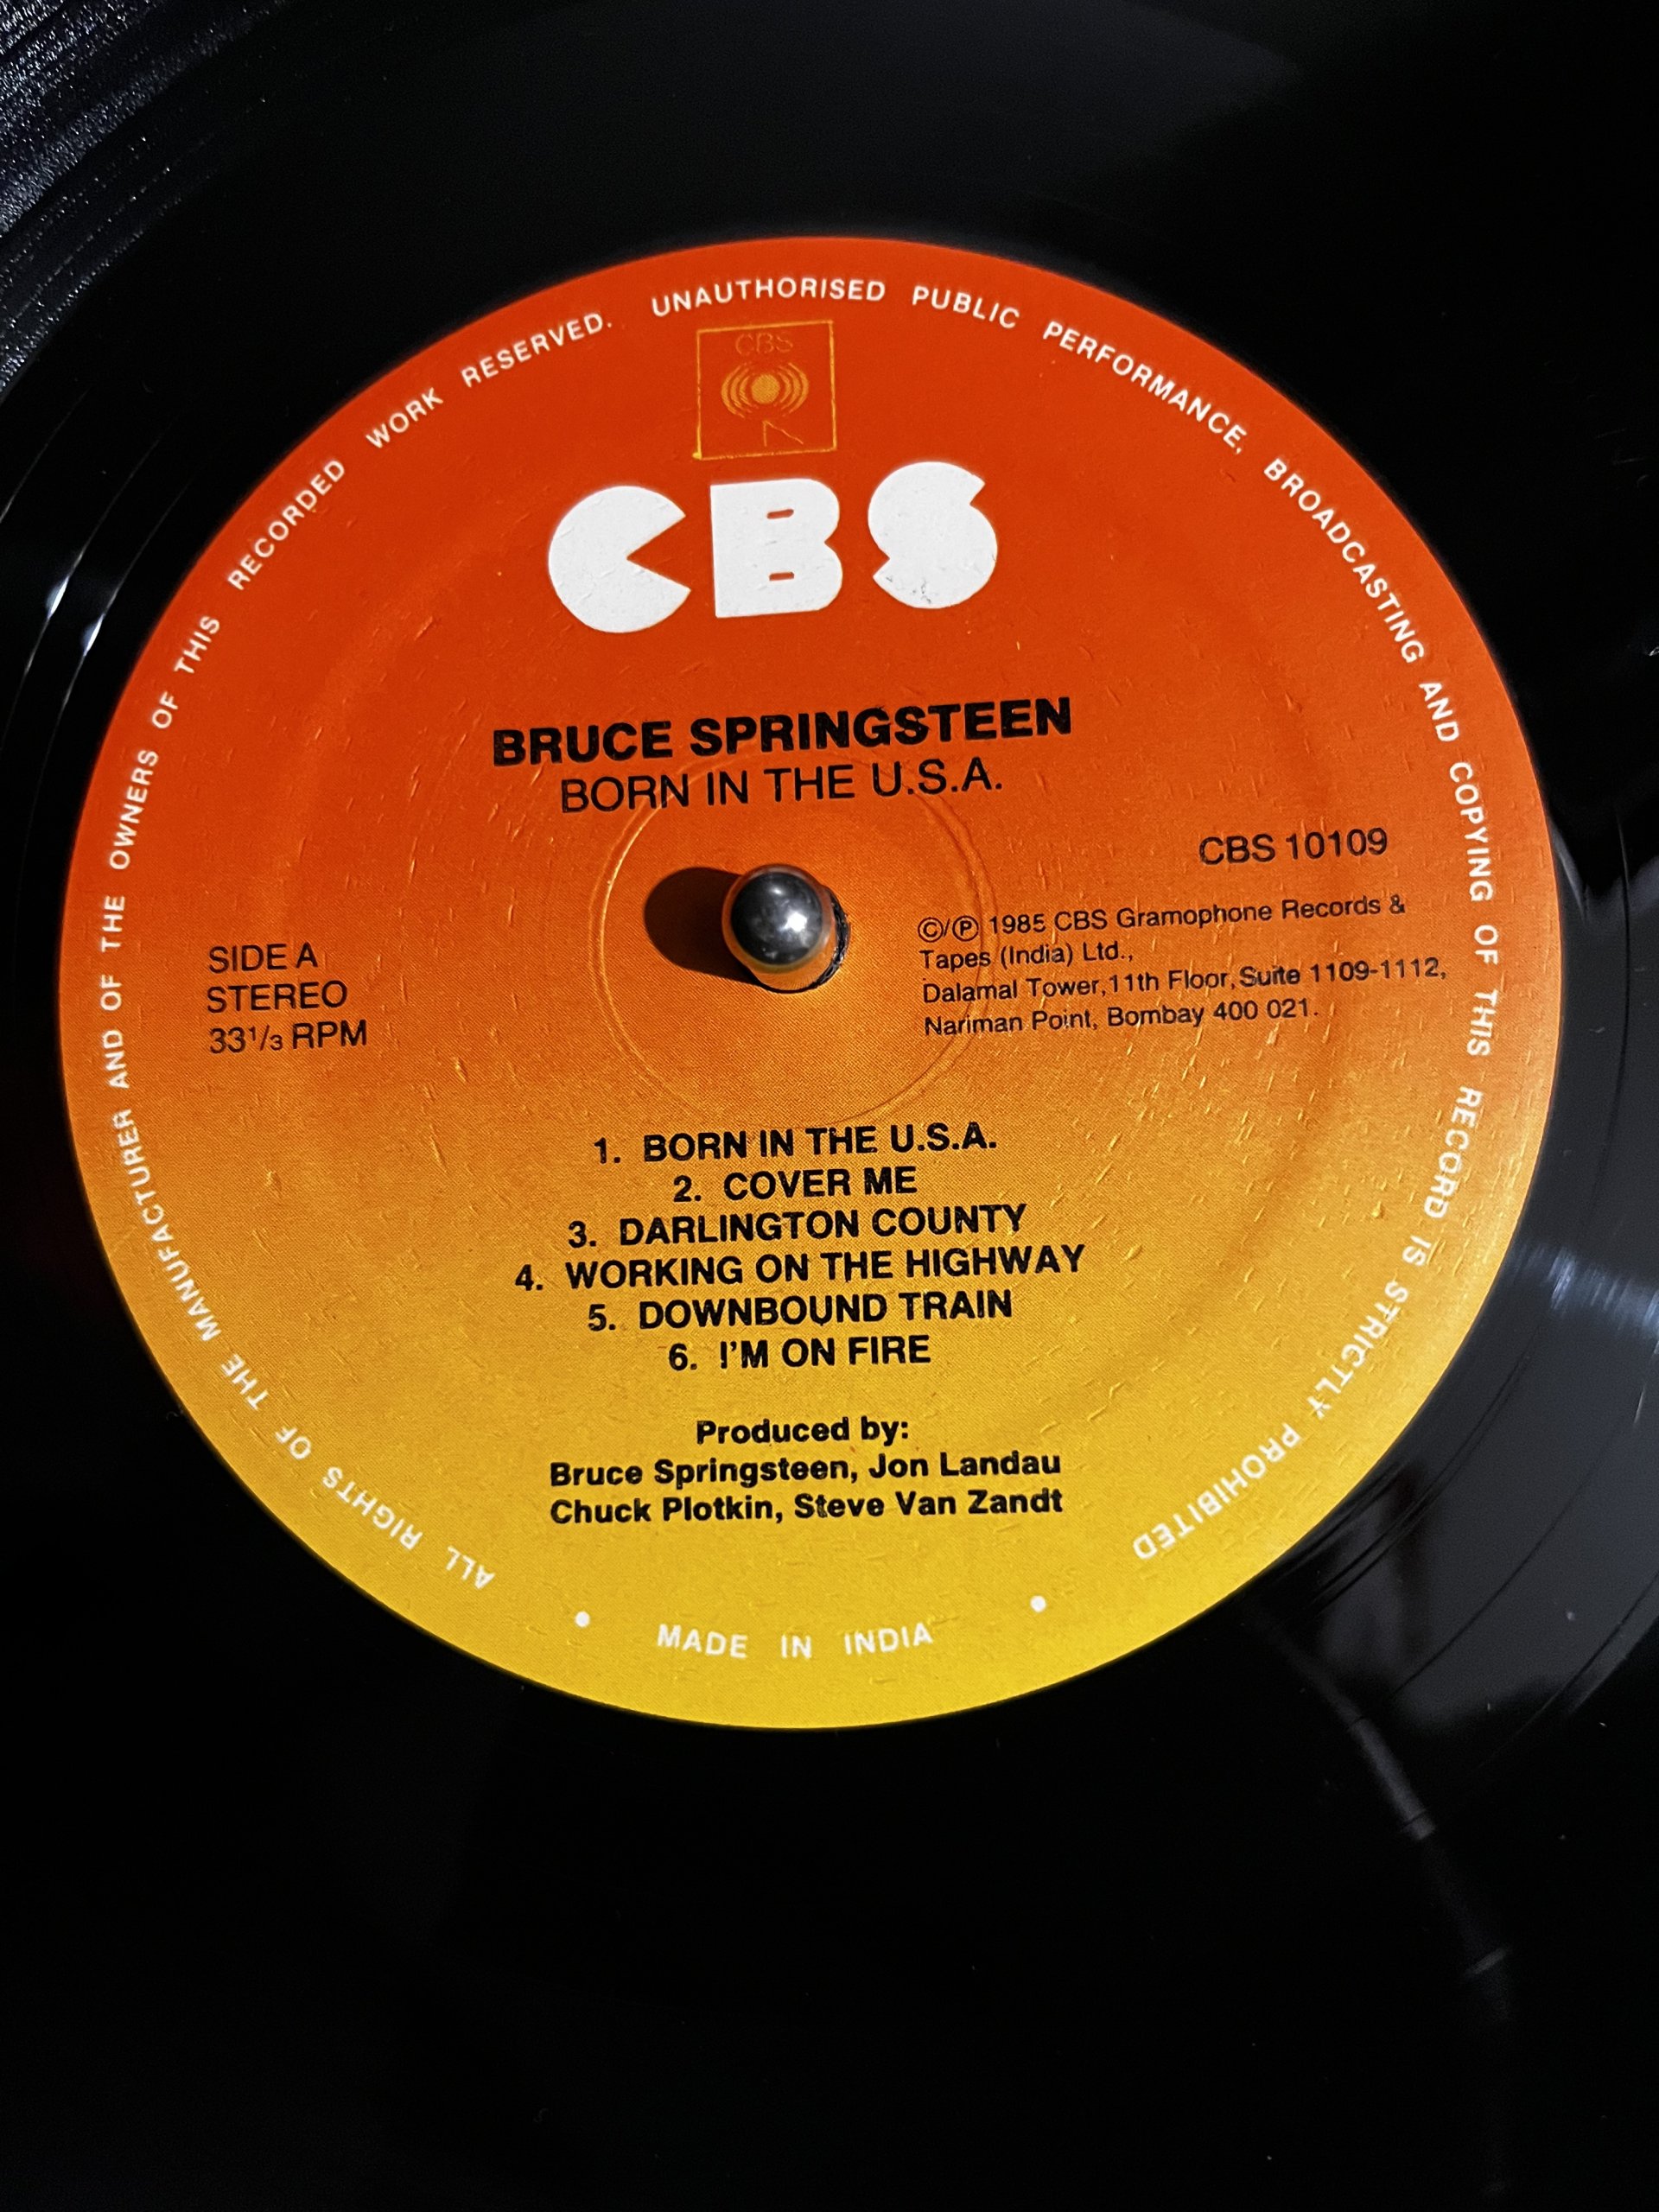 ALL RIGHTS OF THE MANUFACTURER AND OF THE OWNERS OF THIS RECORDED WORK RESERVED. UNAUTHORISED PUBLIC PERFORMANCE, BROADCASTING AND COPYING OF THIS RECORD IS STRICTLY PROHIBITED
CBS
CBS
BRUCE SPRINGSTEEN
BORN IN THE U.S.A.
CBS 10109
SIDE A
STEREO
33 1/3 RPM
©/℗ 1985 CBS Gramophone Records &
Tapes (India) Ltd.,
Dalamal Tower, 11th Floor, Suite 1109-1112,
Nariman Point, Bombay 400 021.
1. BORN IN THE U.S.A.
2. COVER ME
3. DARLINGTON COUNTY
4. WORKING ON THE HIGHWAY
5. DOWNBOUND TRAIN
6. I'M ON FIRE
Produced by:
Bruce Springsteen, Jon Landau
Chuck Plotkin, Steve Van Zandt
• MADE IN INDIA •